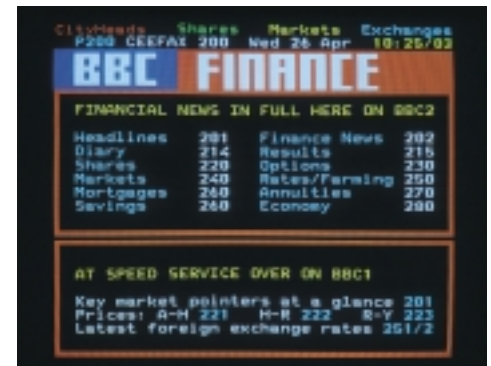 CityHeads Shares Markets Exchanges
P200 CEEFAX 200 Wed 26 Apr 10:25/03
BBC FINANCE
FINANCIAL NEWS IN FULL HERE ON BBC2
Headlines 201 Finance News 202
Diary 214 Results 215
Shares 220 Options 230
Markets 240 Rates/Farming 250
Mortgages 260 Annuities 270
Savings 260 Economy 280
AT SPEED SERVICE OVER ON BBC1
Key market pointers at a glance 201
Prices: A-H 221 H-R 222 R-Y 223
Latest foreign exchange rates 251/2